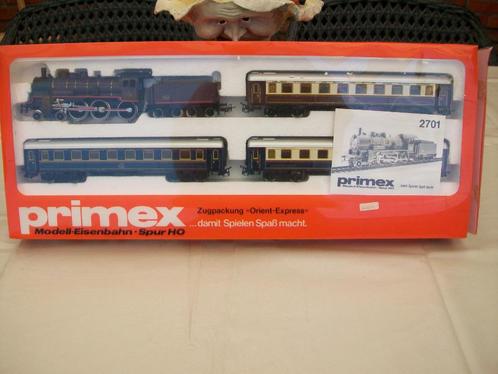 2701
primex
primex
Zugpackung »Orient-Express«
...damit Spielen Spaß macht.
Modell-Eisenbahn · Spur HO